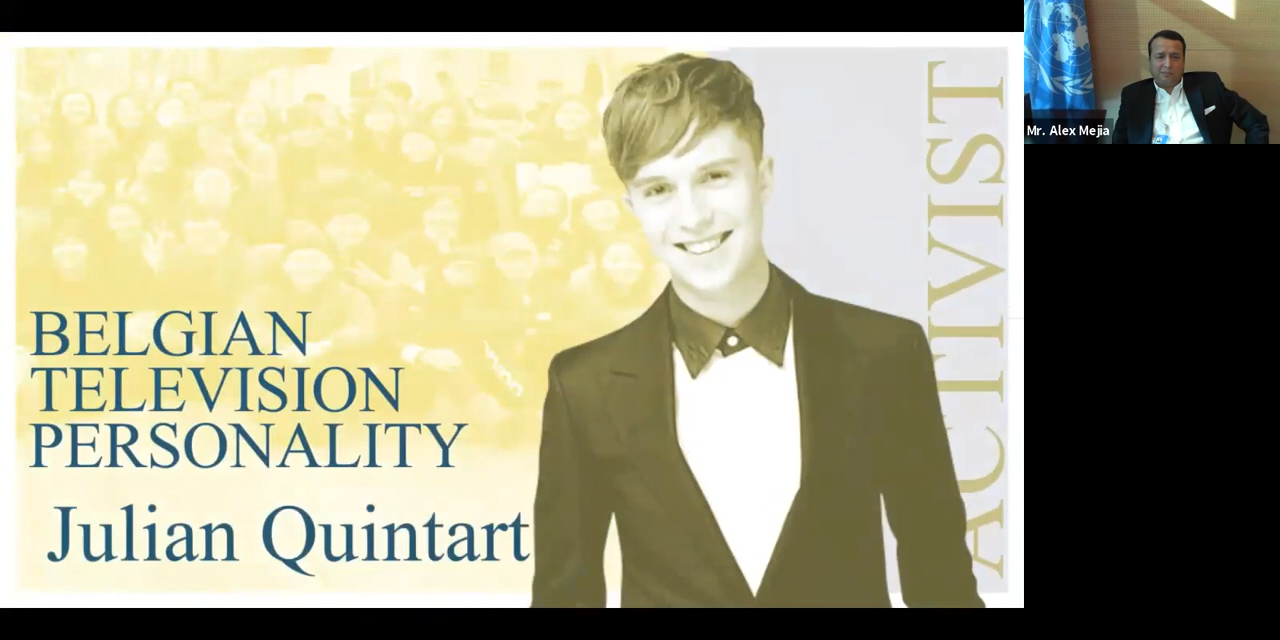 BELGIAN
TELEVISION
PERSONALITY
Julian Quintart
ACTIVIST
Mr. Alex Mejia